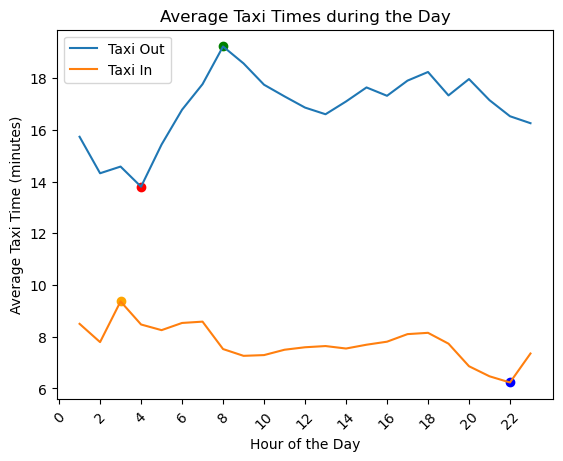 Average Taxi Times during the Day
Taxi Out
Taxi In
Average Taxi Time (minutes)
18
16
14
12
10
8
6
0 2 4 6 8 10 12 14 16 18 20 22
Hour of the Day